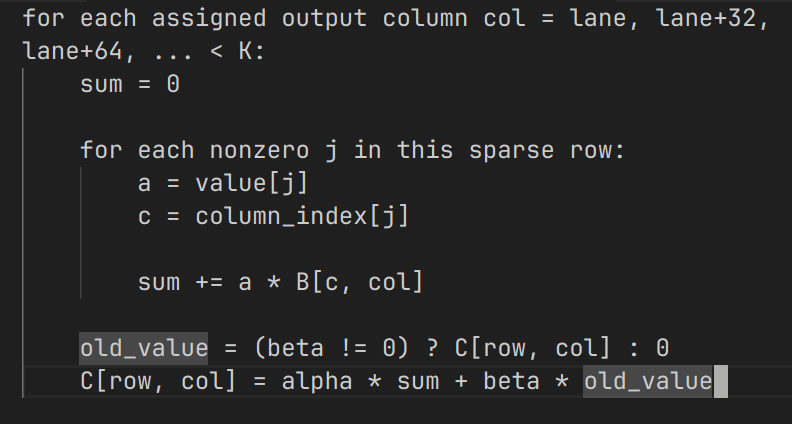 for each assigned output column col = lane, lane+32,
lane+64, ... < K:
    sum = 0

    for each nonzero j in this sparse row:
        a = value[j]
        c = column_index[j]

        sum += a * B[c, col]

    old_value = (beta != 0) ? C[row, col] : 0
    C[row, col] = alpha * sum + beta * old_value